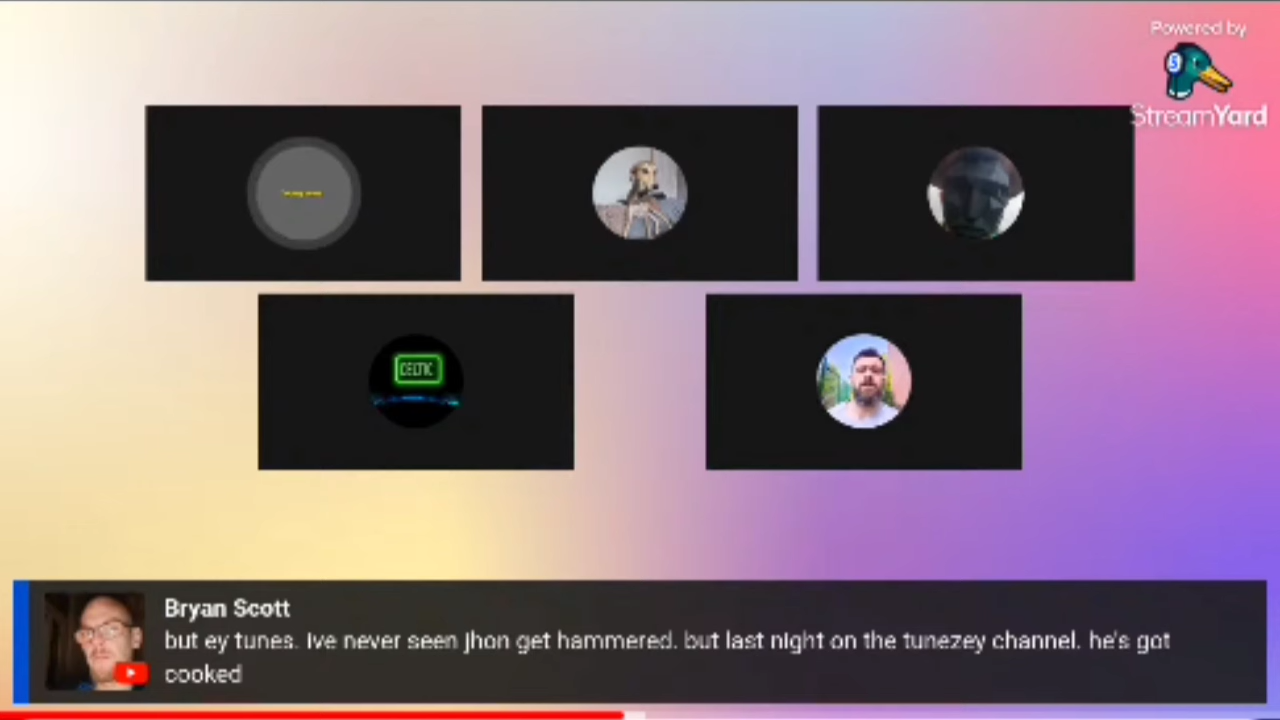 Powered by
StreamYard
CELTIC
Bryan Scott
but ey tunes. ive never seen jhon get hammered. but last night on the tunezey channel. he's got
cooked